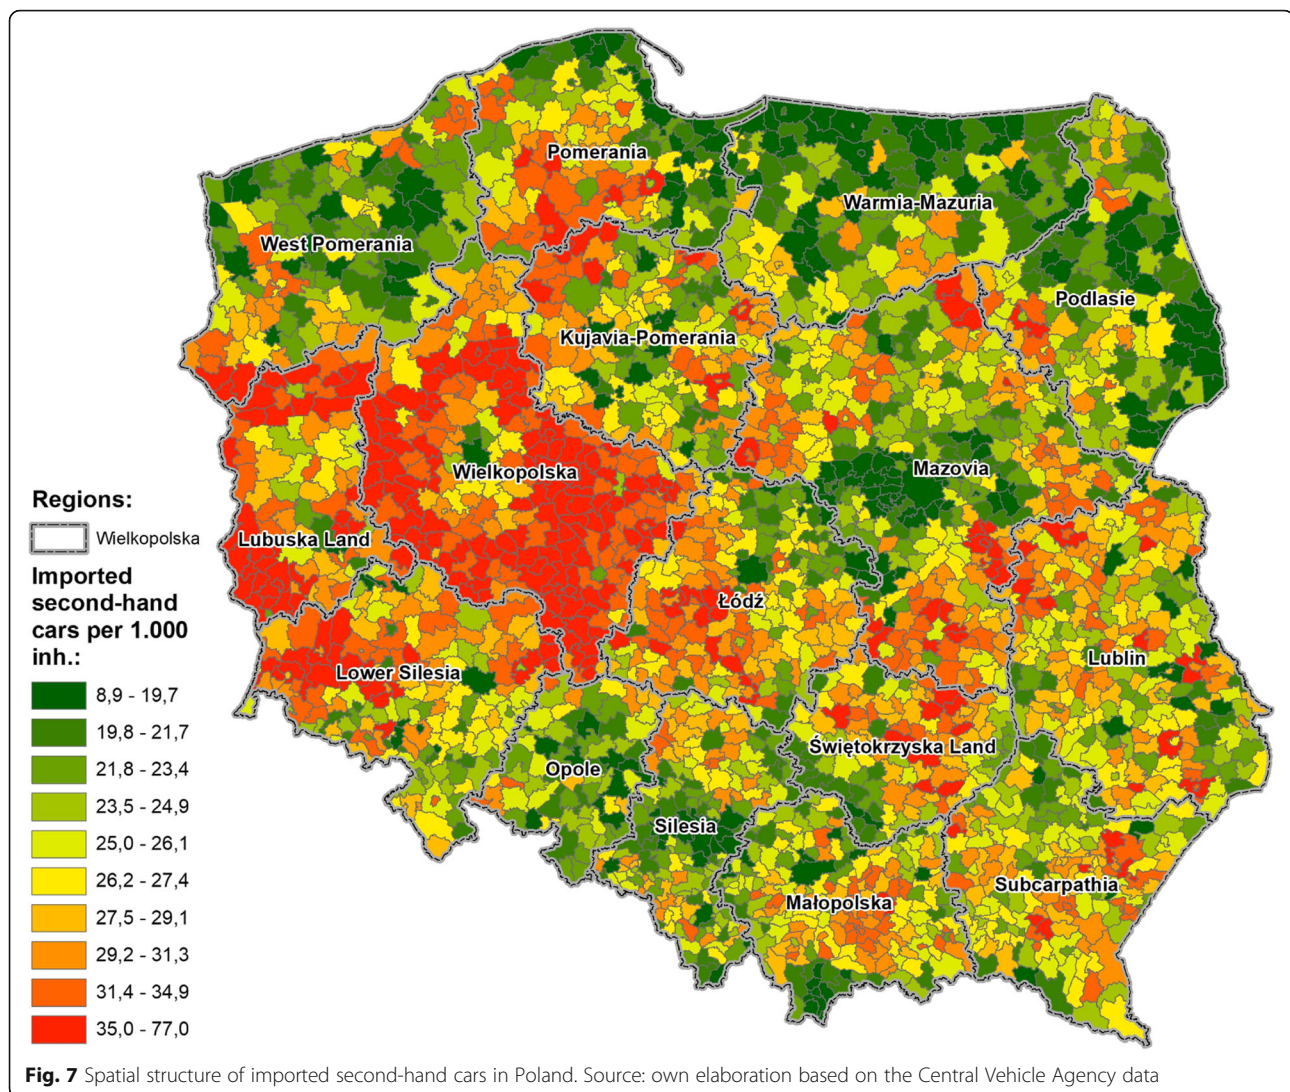 Pomerania
Warmia-Mazuria
West Pomerania
Podlasie
Kujavia-Pomerania
Mazovia
Wielkopolska
Regions:
Wielkopolska
Lubuska Land
Imported
second-hand
cars per 1.000
inh.:
Łódź
Lublin
Lower Silesia
8,9 - 19,7
19,8 - 21,7
21,8 - 23,4
23,5 - 24,9
25,0 - 26,1
26,2 - 27,4
27,5 - 29,1
29,2 - 31,3
31,4 - 34,9
35,0 - 77,0
Świętokrzyska Land
Opole
Silesia
Subcarpathia
Małopolska
Fig. 7 Spatial structure of imported second-hand cars in Poland. Source: own elaboration based on the Central Vehicle Agency data